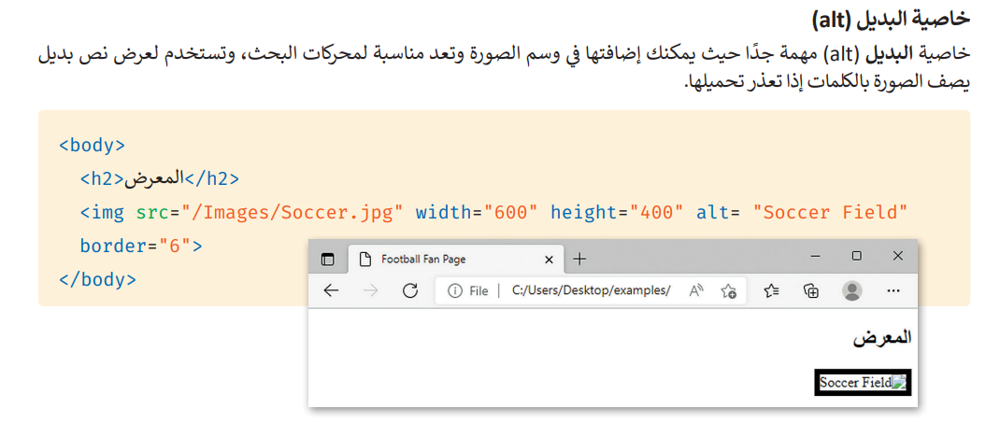 خاصية البديل (alt)
خاصية البديل (alt) مهمة جدًا حيث يمكنك إضافتها في وسم الصورة وتعد مناسبة لمحركات البحث، وتستخدم لعرض نص بديل
يصف الصورة بالكلمات إذا تعذر تحميلها.
<body>
<h2>المعرض</h2>
<img src="/Images/Soccer.jpg" width="600" height="400" alt= "Soccer Field"
border="6">
</body>
Football Fan Page
File | C:/Users/Desktop/examples/
المعرض
Soccer Field